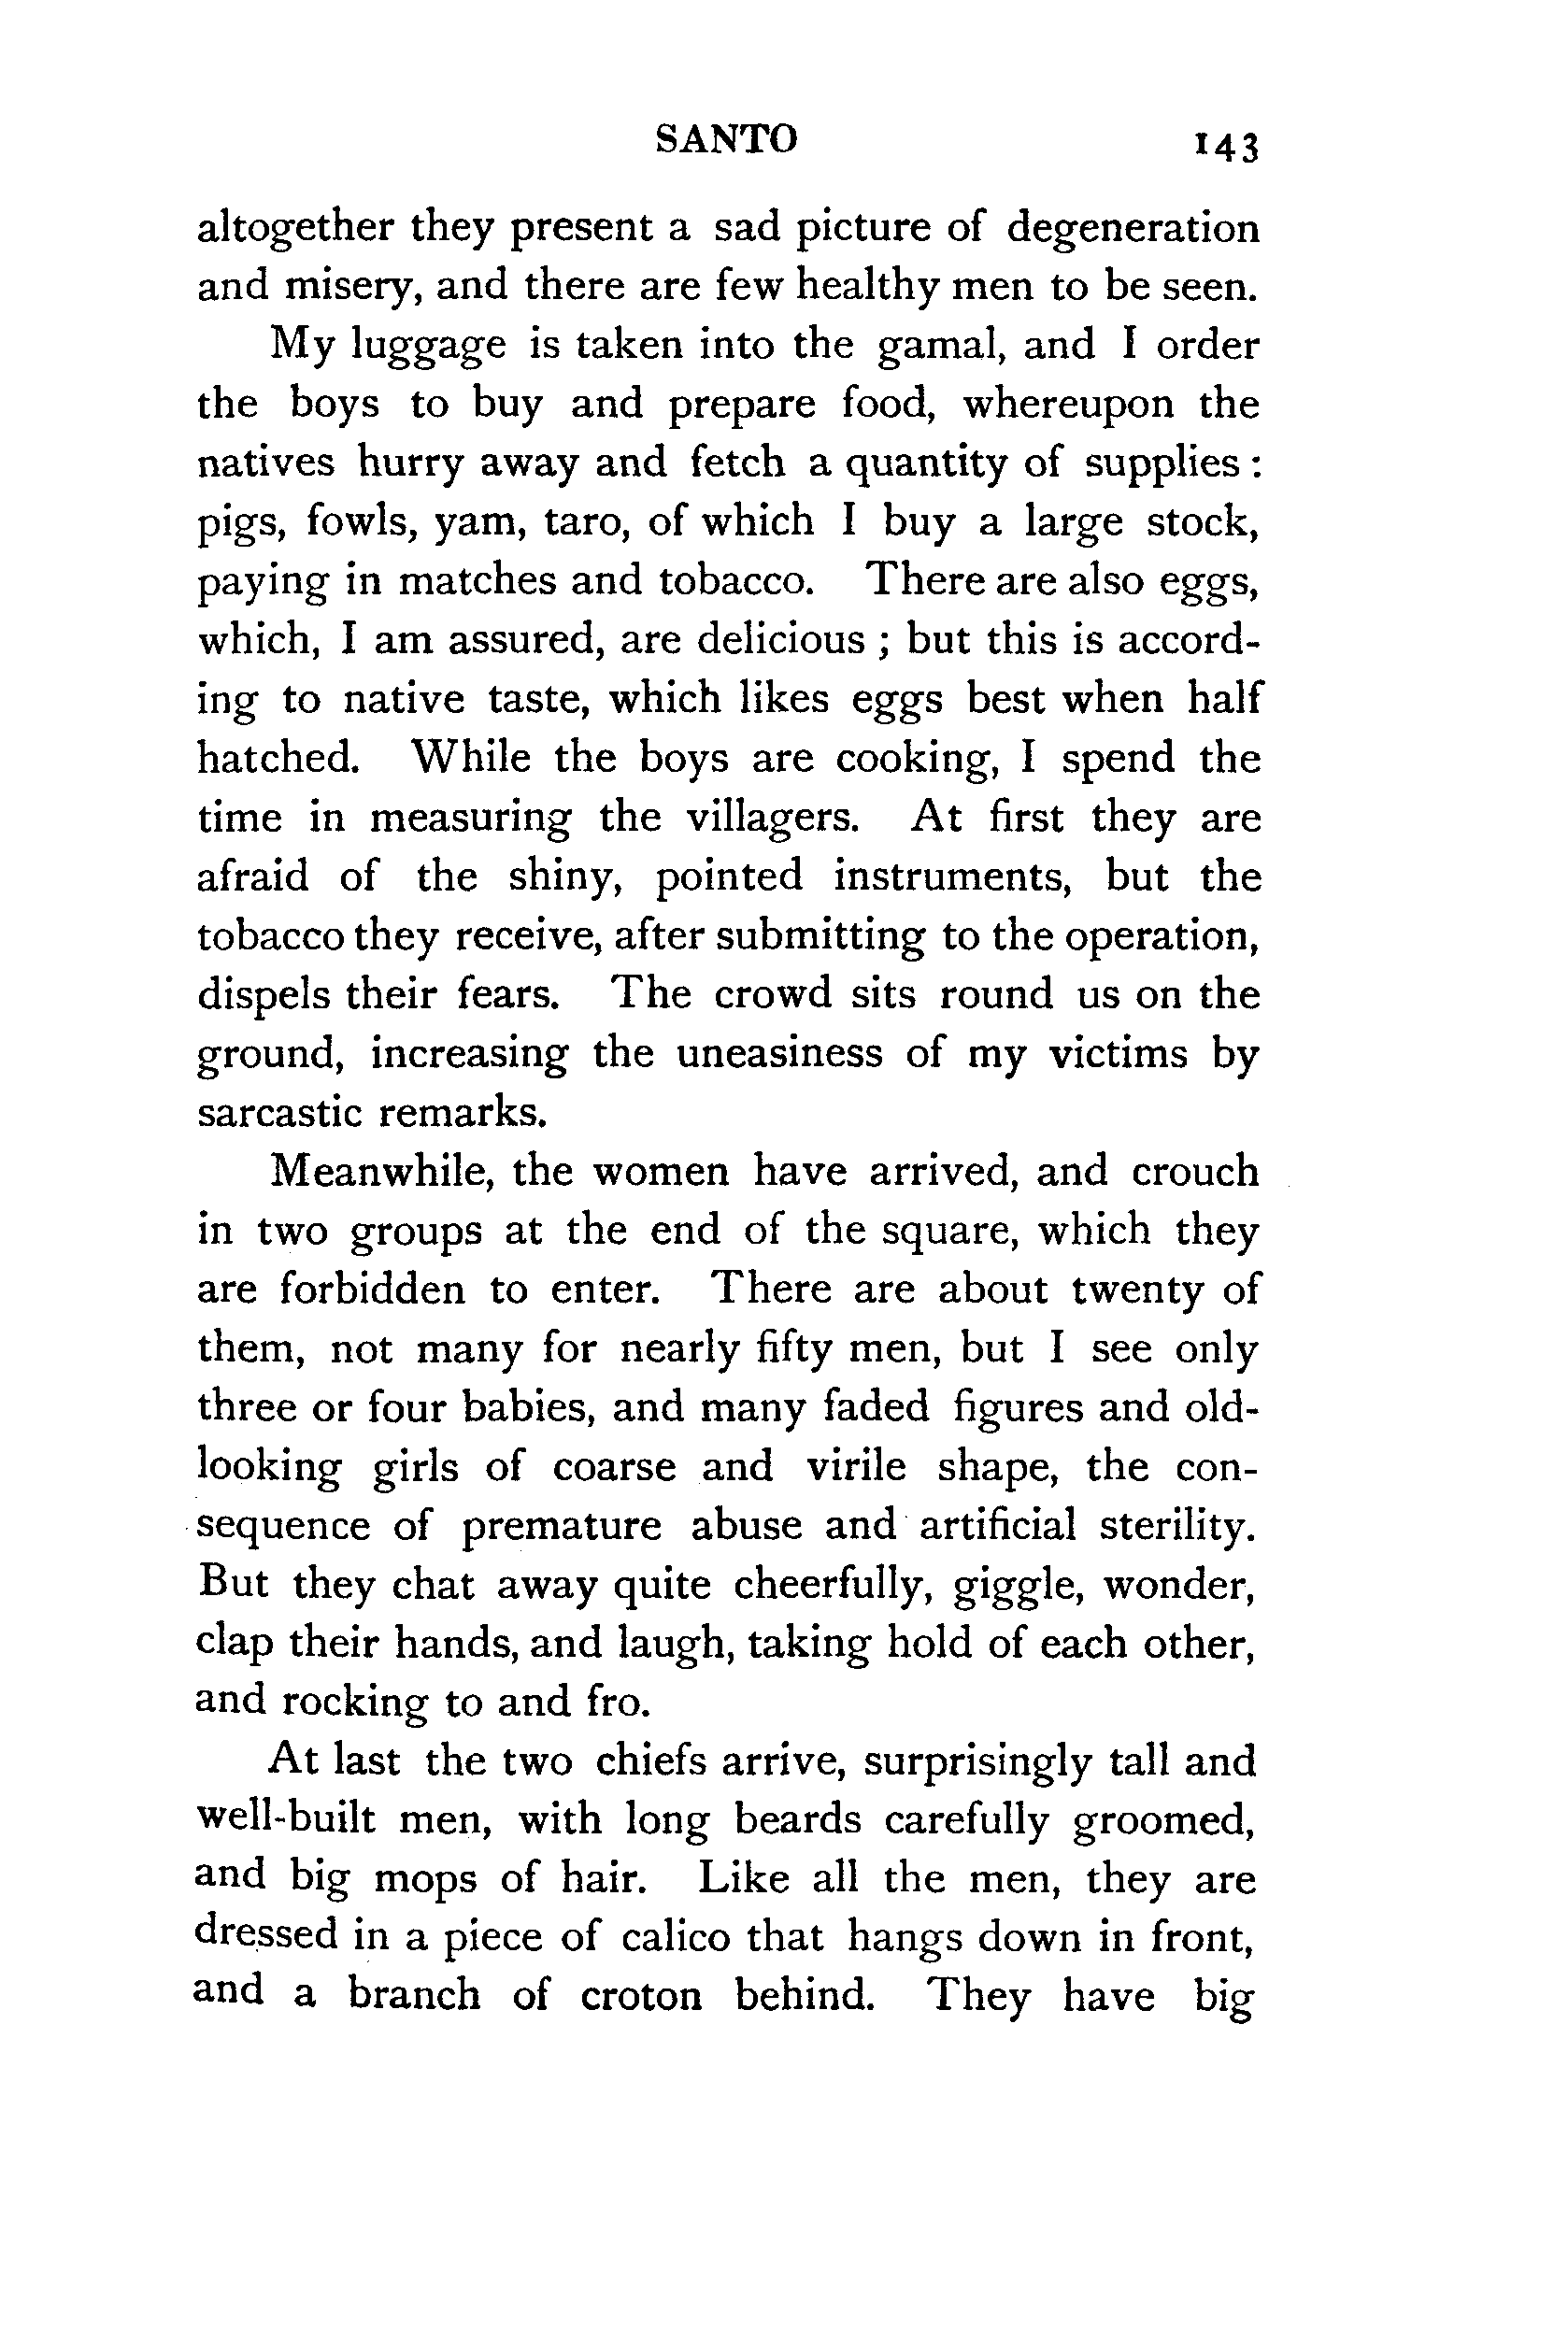 SANTO 143
altogether they present a sad picture of degeneration
and misery, and there are few healthy men to be seen.
My luggage is taken into the gamal, and I order
the boys to buy and prepare food, whereupon the
natives hurry away and fetch a quantity of supplies :
pigs, fowls, yam, taro, of which I buy a large stock,
paying in matches and tobacco. There are also eggs,
which, I am assured, are delicious ; but this is accord-
ing to native taste, which likes eggs best when half
hatched. While the boys are cooking, I spend the
time in measuring the villagers. At first they are
afraid of the shiny, pointed instruments, but the
tobacco they receive, after submitting to the operation,
dispels their fears. The crowd sits round us on the
ground, increasing the uneasiness of my victims by
sarcastic remarks.
Meanwhile, the women have arrived, and crouch
in two groups at the end of the square, which they
are forbidden to enter. There are about twenty of
them, not many for nearly fifty men, but I see only
three or four babies, and many faded figures and old-
looking girls of coarse and virile shape, the con-
sequence of premature abuse and artificial sterility.
But they chat away quite cheerfully, giggle, wonder,
clap their hands, and laugh, taking hold of each other,
and rocking to and fro.
At last the two chiefs arrive, surprisingly tall and
well-built men, with long beards carefully groomed,
and big mops of hair. Like all the men, they are
dressed in a piece of calico that hangs down in front,
and a branch of croton behind. They have big